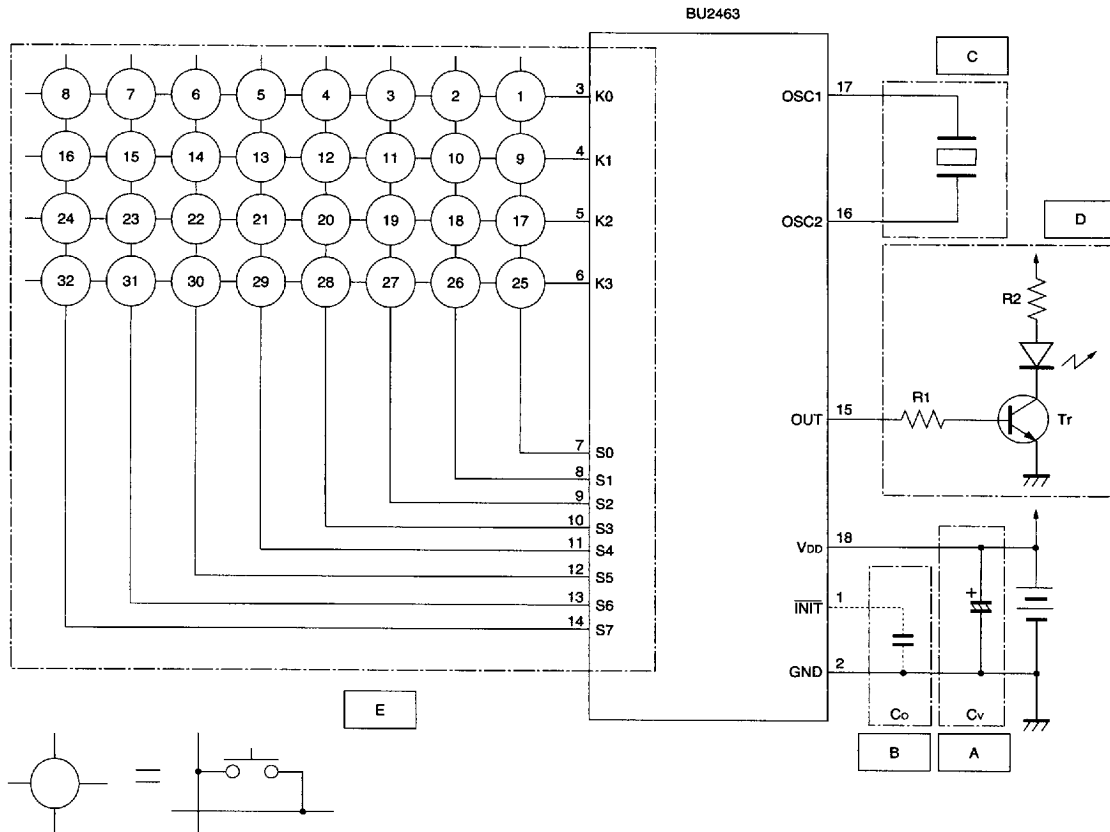 BU2463
C
8 7 6 5 4 3 2 1 3 K0
OSC1 17
16 15 14 13 12 11 10 9 4 K1
24 23 22 21 20 19 18 17 5 K2
OSC2 16
D
32 31 30 29 28 27 26 25 6 K3
R2
R1
OUT 15
Tr
7 S0
8 S1
9 S2
10 S3
11 S4
12 S5
13 S6
14 S7
VDD 18
+
INIT 1
GND 2
E
Co
Cv
B
A